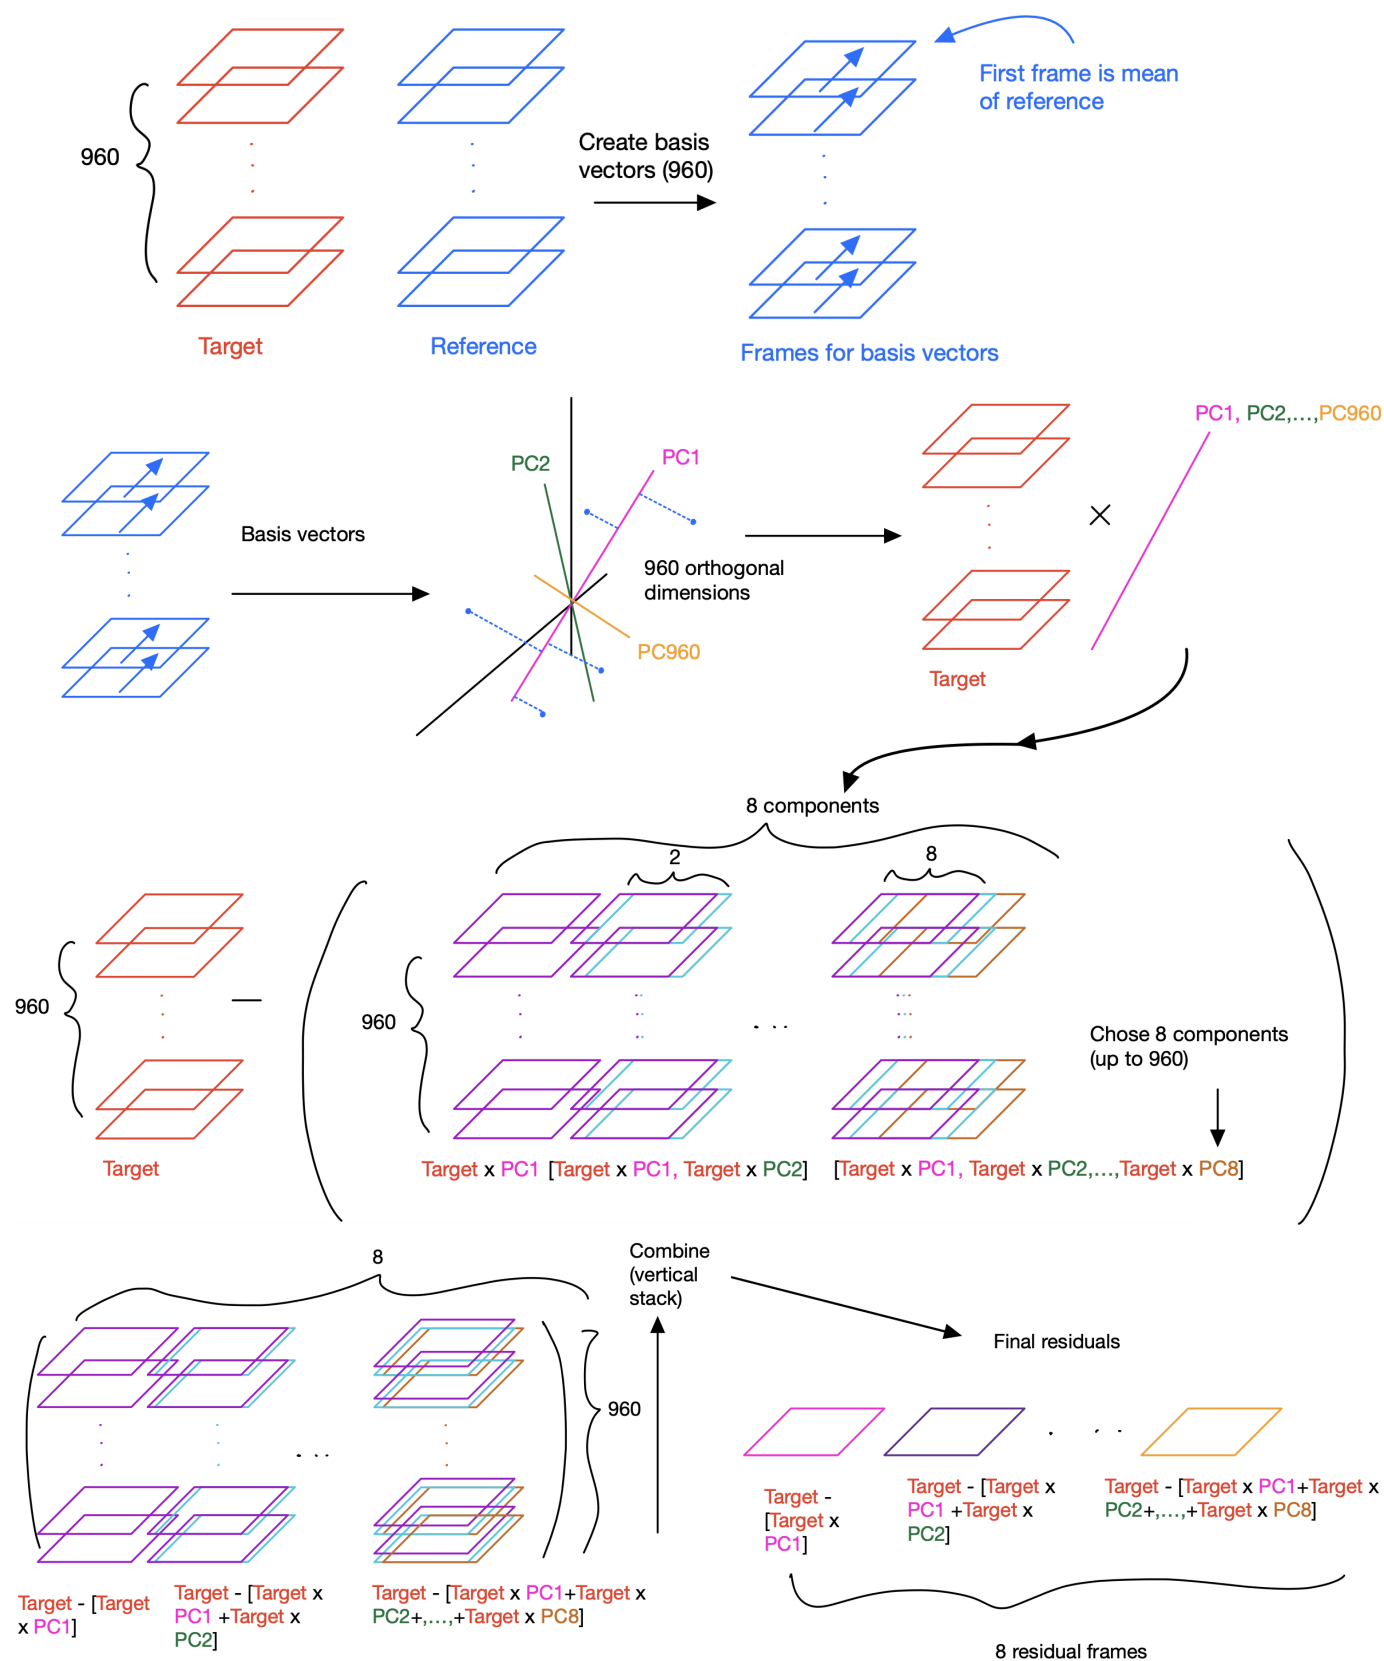 First frame is mean
of reference
960
Create basis
vectors (960)
Target
Reference
Frames for basis vectors
PC1, PC2,...,PC960
PC2
PC1
Basis vectors
960 orthogonal
dimensions
PC960
Target
8 components
2
8
960
960
Chose 8 components
(up to 960)
Target
Target x PC1
[Target x PC1, Target x PC2]
[Target x PC1, Target x PC2,...,Target x PC8]
8
Combine
(vertical
stack)
Final residuals
960
Target - [Target
x PC1]
Target - [Target x
PC1 +Target x
PC2]
Target - [Target x PC1+Target x
PC2+,...,+Target x PC8]
Target -
[Target x
PC1]
Target - [Target x
PC1 +Target x
PC2]
Target - [Target x PC1+Target x
PC2+,...,+Target x PC8]
8 residual frames